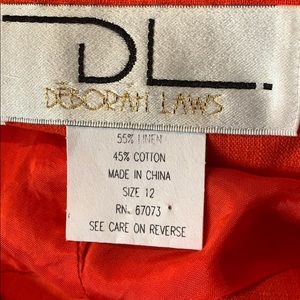 DL.
DEBORAH LAWS
55% LINEN
45% COTTON
MADE IN CHINA
SIZE 12
RN. 67073
SEE CARE ON REVERSE